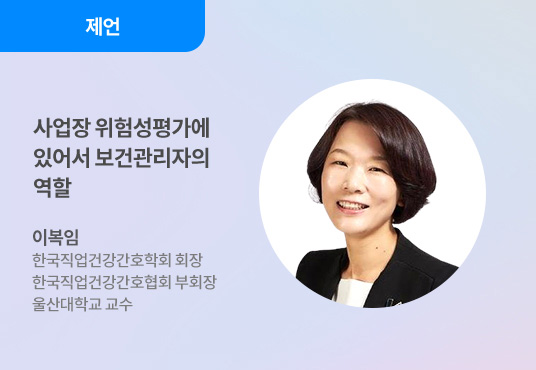 제언
사업장 위험성평가에
있어서 보건관리자의
역할
이복임
한국직업건강간호학회 회장
한국직업건강간호협회 부회장
울산대학교 교수